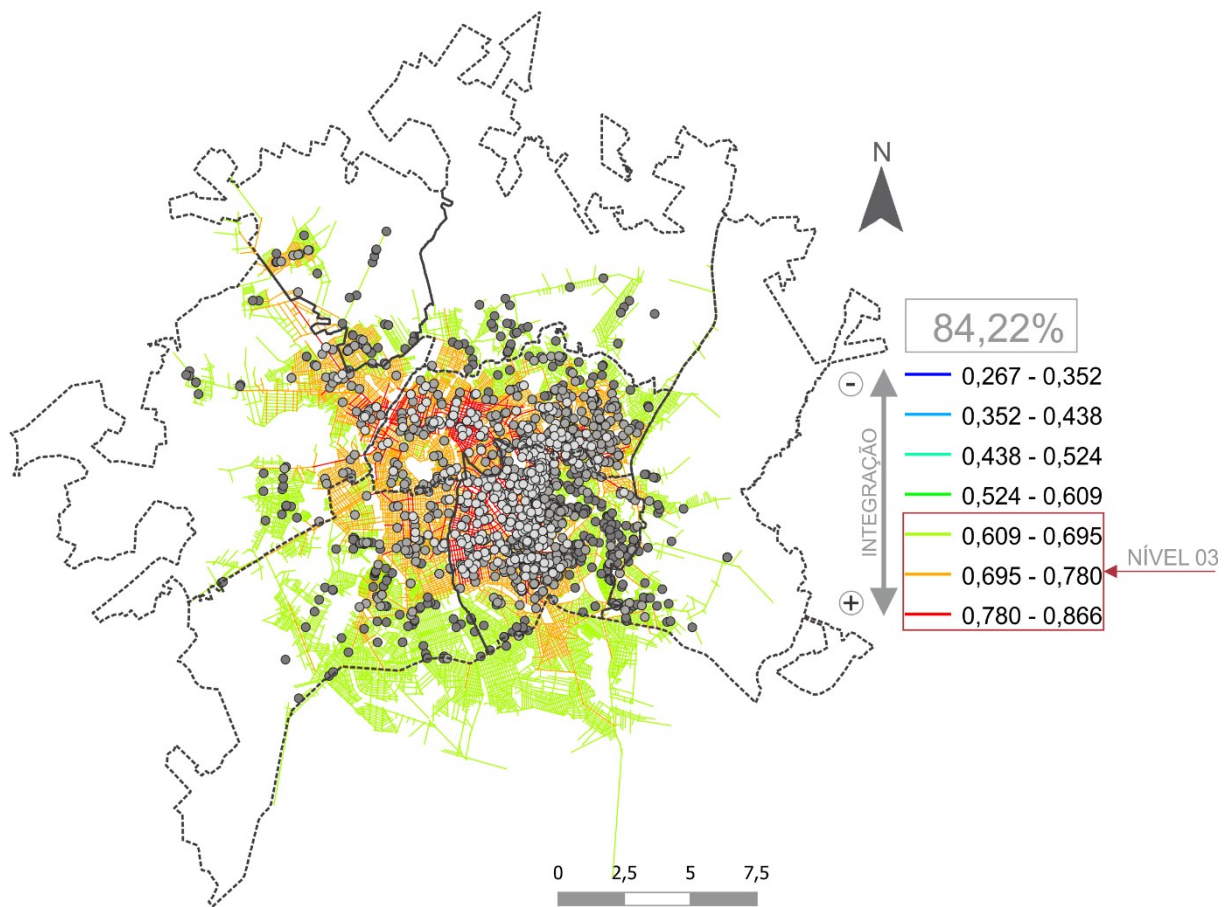 N
84,22%
-
0,267 - 0,352
0,352 - 0,438
0,438 - 0,524
0,524 - 0,609
0,609 - 0,695
0,695 - 0,780
0,780 - 0,866
+
INTEGRAÇÃO
NÍVEL 03
0 2,5 5 7,5